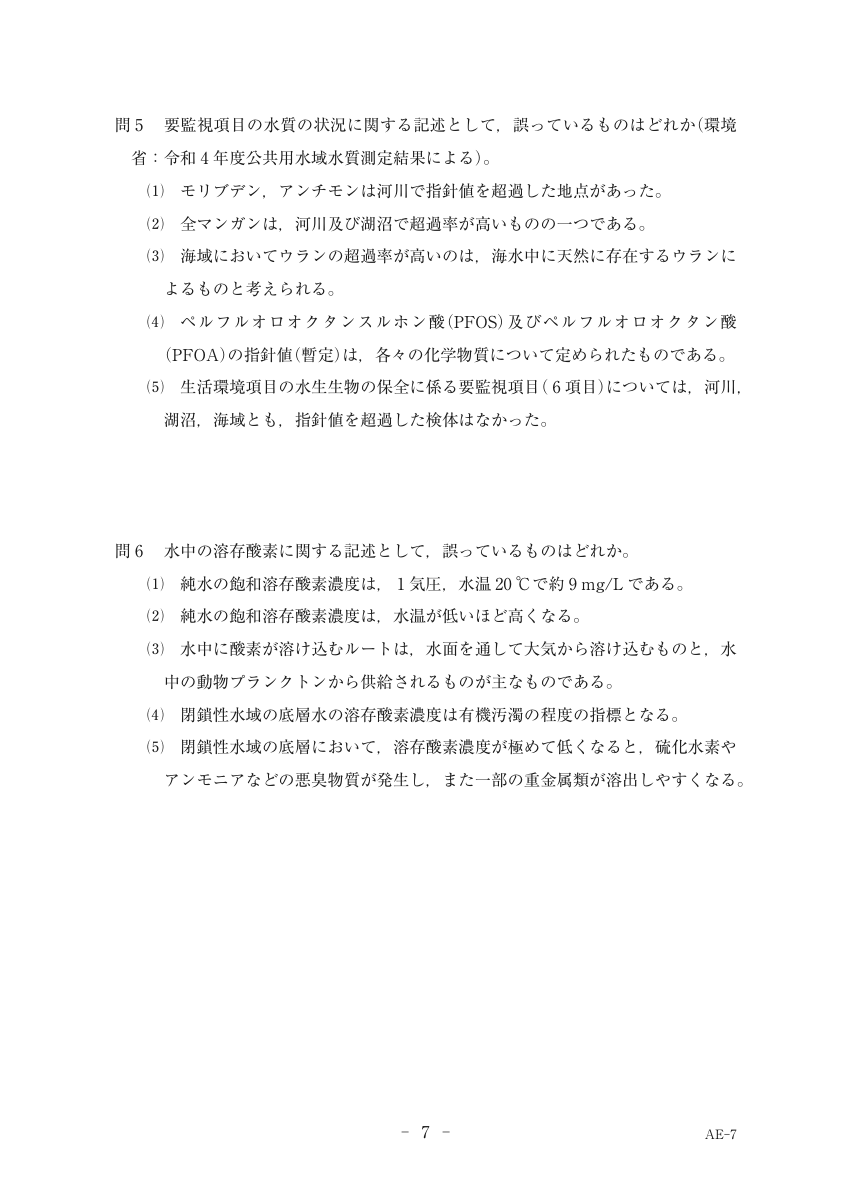 問5 要監視項目の水質の状況に関する記述として，誤っているものはどれか(環境
省：令和4年度公共用水域水質測定結果による)。
⑴ モリブデン，アンチモンは河川で指針値を超過した地点があった。
⑵ 全マンガンは，河川及び湖沼で超過率が高いものの一つである。
⑶ 海域においてウランの超過率が高いのは，海水中に天然に存在するウランに
よるものと考えられる。
⑷ ペルフルオロオクタンスルホン酸(PFOS)及びペルフルオロオクタン酸
(PFOA)の指針値(暫定)は，各々の化学物質について定められたものである。
⑸ 生活環境項目の水生生物の保全に係る要監視項目(6項目)については，河川，
湖沼，海域とも，指針値を超過した検体はなかった。
問6 水中の溶存酸素に関する記述として，誤っているものはどれか。
⑴ 純水の飽和溶存酸素濃度は，1気圧，水温20℃で約9 mg/Lである。
⑵ 純水の飽和溶存酸素濃度は，水温が低いほど高くなる。
⑶ 水中に酸素が溶け込むルートは，水面を通して大気から溶け込むものと，水
中の動物プランクトンから供給されるものが主なものである。
⑷ 閉鎖性水域の底層水の溶存酸素濃度は有機汚濁の程度の指標となる。
⑸ 閉鎖性水域の底層において，溶存酸素濃度が極めて低くなると，硫化水素や
アンモニアなどの悪臭物質が発生し，また一部の重金属類が溶出しやすくなる。
- 7 -
AE-7